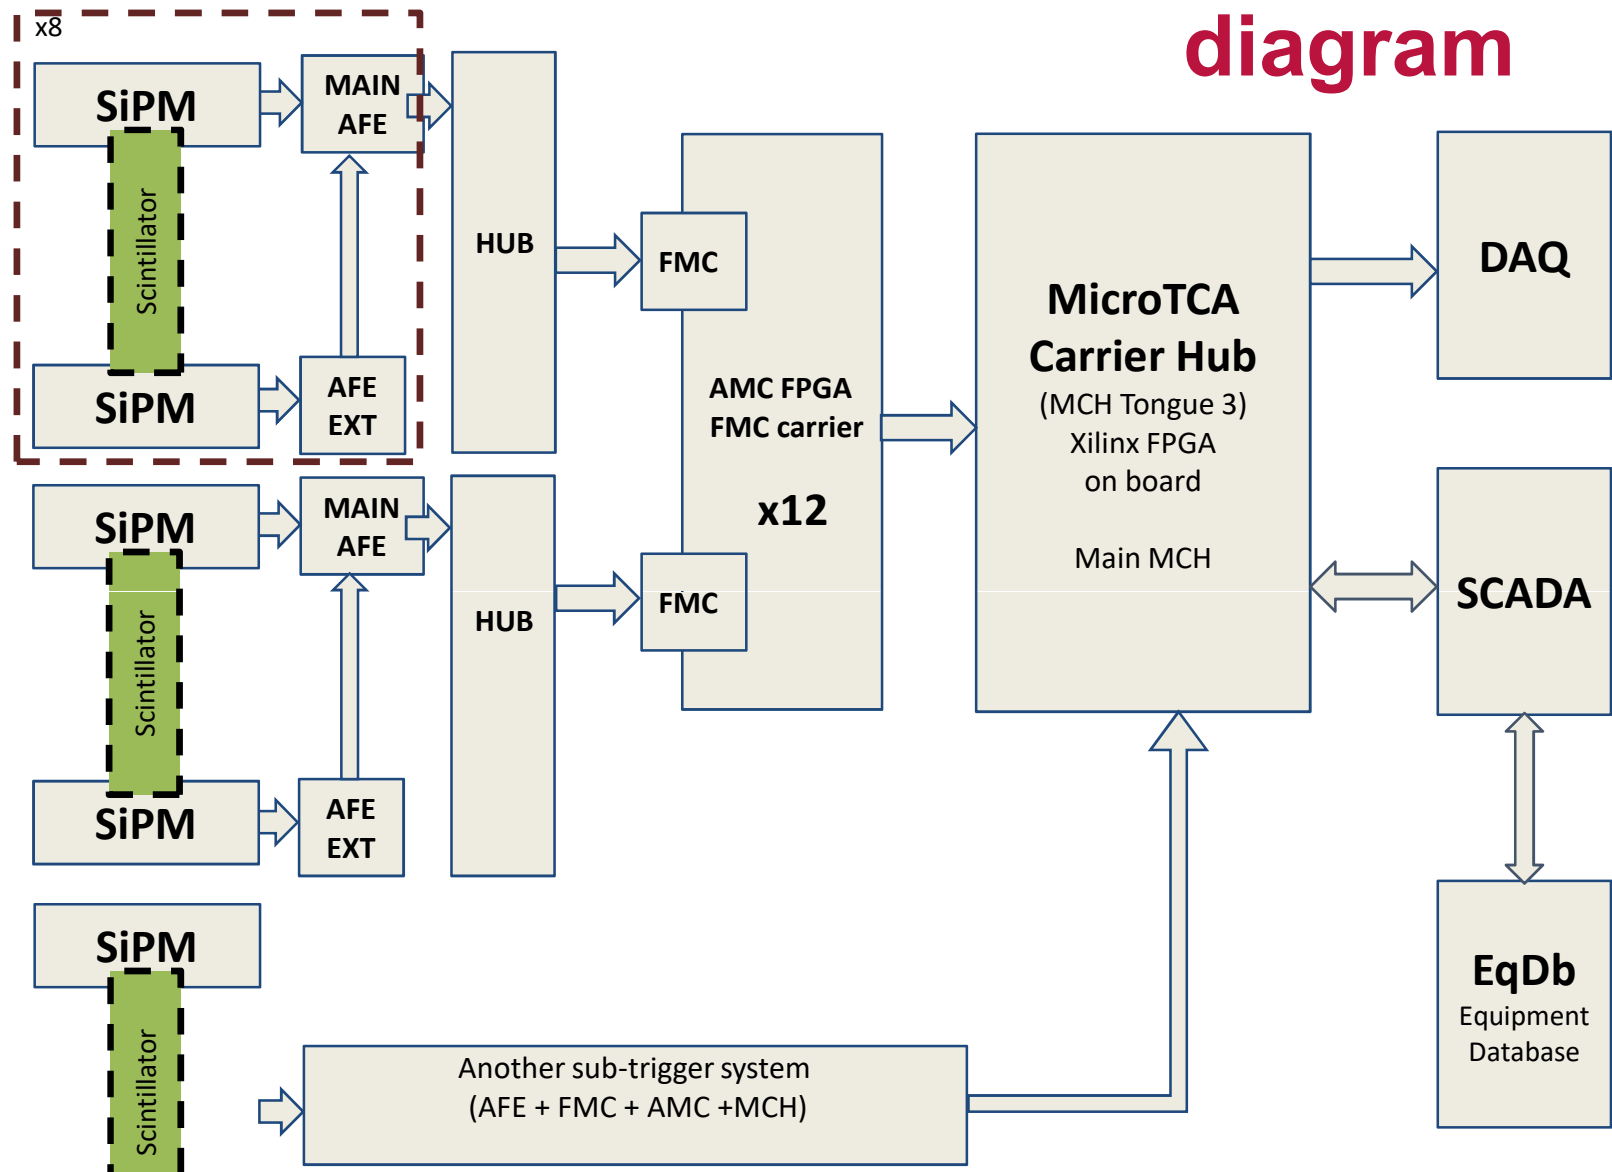 diagram
x8
SiPM
MAIN
AFE
Scintillator
SiPM
AFE
EXT
HUB
FMC
AMC FPGA
FMC carrier
x12
MicroTCA
Carrier Hub
(MCH Tongue 3)
Xilinx FPGA
on board
Main MCH
DAQ
SiPM
MAIN
AFE
Scintillator
SiPM
AFE
EXT
HUB
FMC
SCADA
EqDb
Equipment
Database
SiPM
Scintillator
Another sub-trigger system
(AFE + FMC + AMC +MCH)